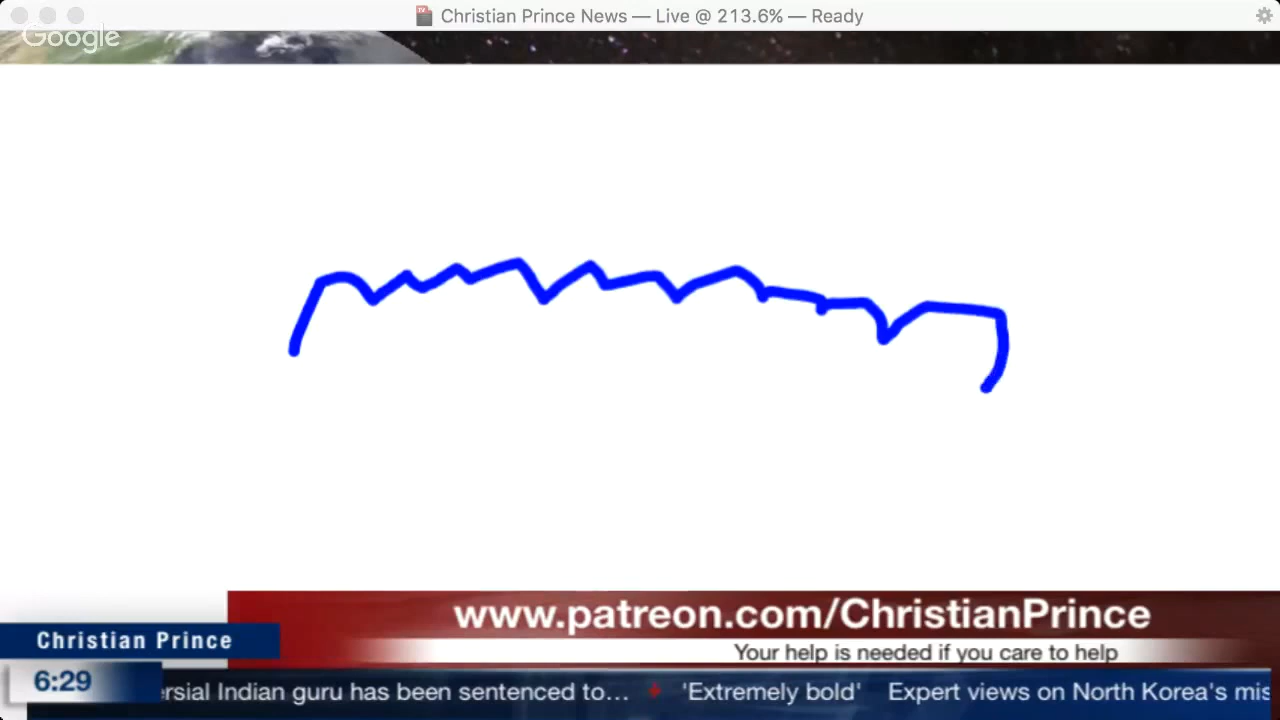 Christian Prince News — Live @ 213.6% — Ready
Google
www.patreon.com/ChristianPrince
Your help is needed if you care to help
Christian Prince
6:29
ersial Indian guru has been sentenced to... 'Extremely bold' Expert views on North Korea's mis